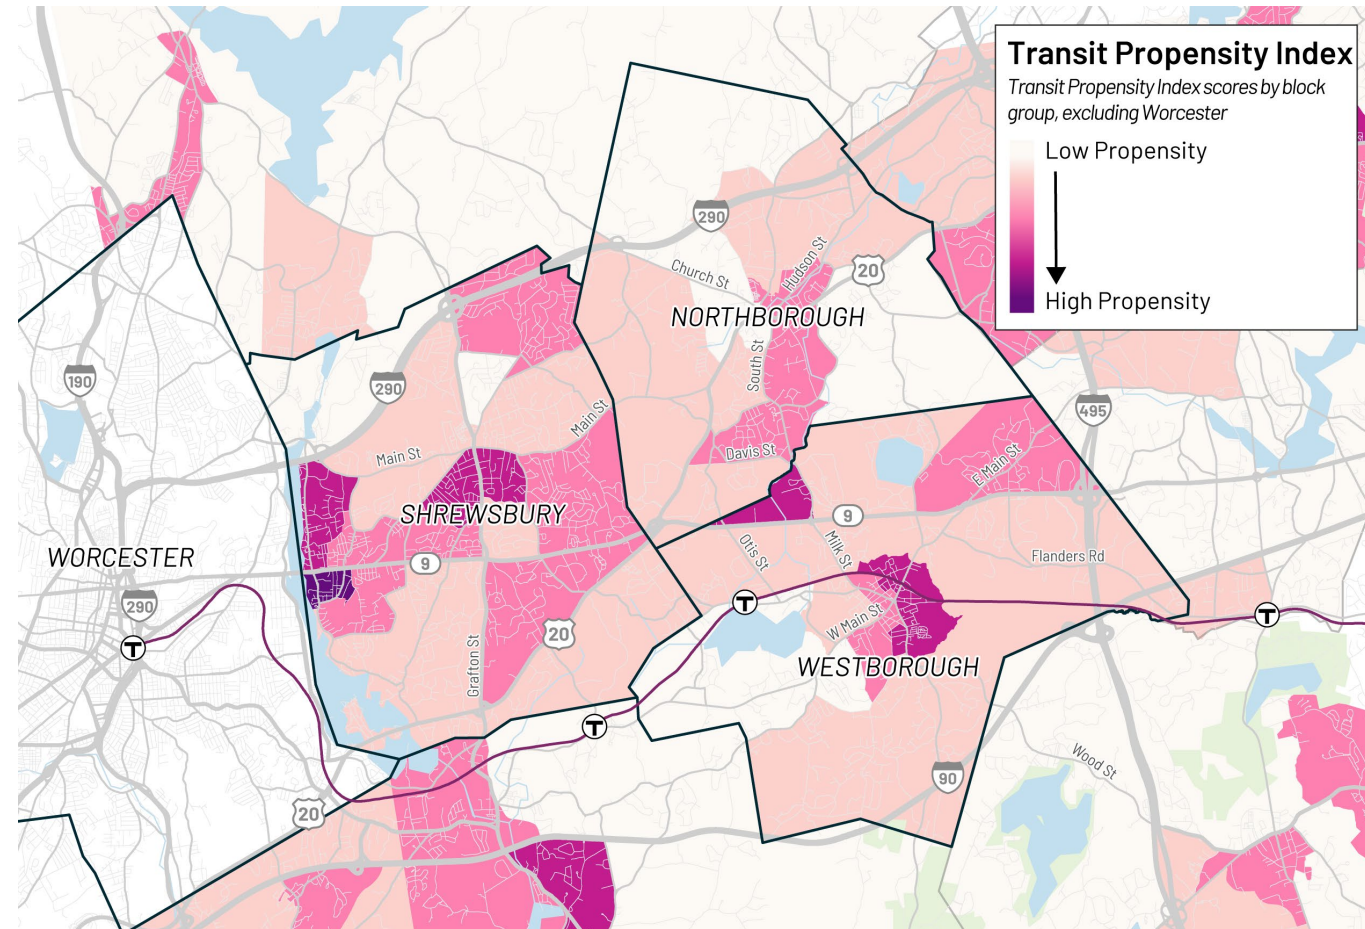 Transit Propensity Index
Transit Propensity Index scores by block
group, excluding Worcester
Low Propensity
High Propensity
290
Church St
Hudson St
20
NORTHBOROUGH
South St
190
290
495
Main St
Main St
Davis St
E Main St
SHREWSBURY
9
WORCESTER
9
Otis St
Milk St
Flanders Rd
290
T
T
T
W Main St
20
Grafton St
WESTBOROUGH
T
Wood St
90
20